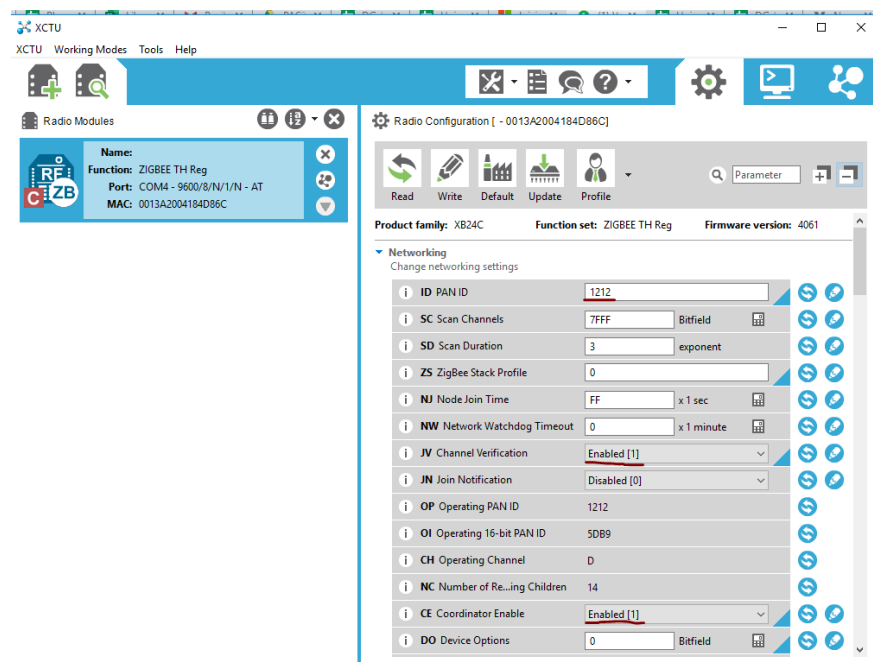 XCTU
XCTU Working Modes Tools Help
Radio Modules
Name:
Function: ZIGBEE TH Reg
Port: COM4 - 9600/8/N/1/N - AT
MAC: 0013A2004184D86C
RF
C ZB
Radio Configuration [ - 0013A2004184D86C]
Read Write Default Update Profile
Parameter
Product family: XB24C Function set: ZIGBEE TH Reg Firmware version: 4061
Networking
Change networking settings
i ID PAN ID 1212
i SC Scan Channels 7FFF Bitfield
i SD Scan Duration 3 exponent
i ZS ZigBee Stack Profile 0
i NJ Node Join Time FF x 1 sec
i NW Network Watchdog Timeout 0 x 1 minute
i JV Channel Verification Enabled [1]
i JN Join Notification Disabled [0]
i OP Operating PAN ID 1212
i OI Operating 16-bit PAN ID 5DB9
i CH Operating Channel D
i NC Number of Re...ing Children 14
i CE Coordinator Enable Enabled [1]
i DO Device Options 0 Bitfield